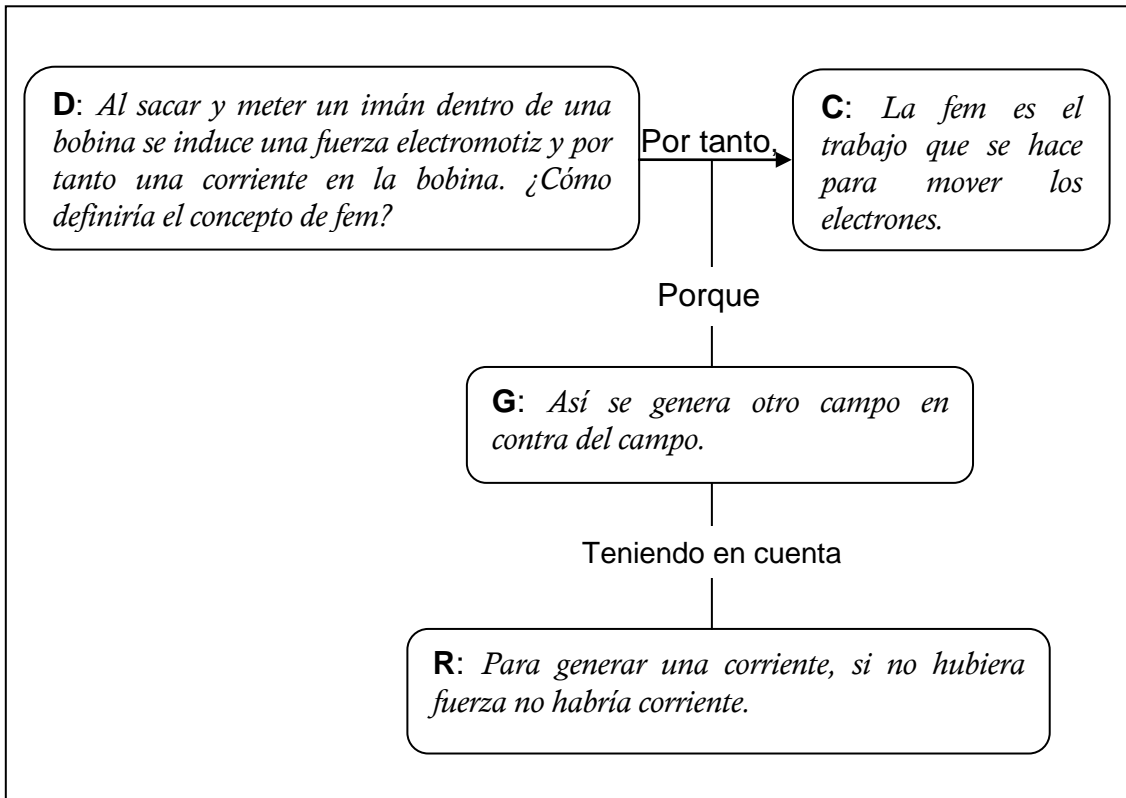 D: Al sacar y meter un imán dentro de una
bobina se induce una fuerza electromotiz y por
tanto una corriente en la bobina. ¿Cómo
definiría el concepto de fem?
Por tanto,
C: La fem es el
trabajo que se hace
para mover los
electrones.
Porque
G: Así se genera otro campo en
contra del campo.
Teniendo en cuenta
R: Para generar una corriente, si no hubiera
fuerza no habría corriente.